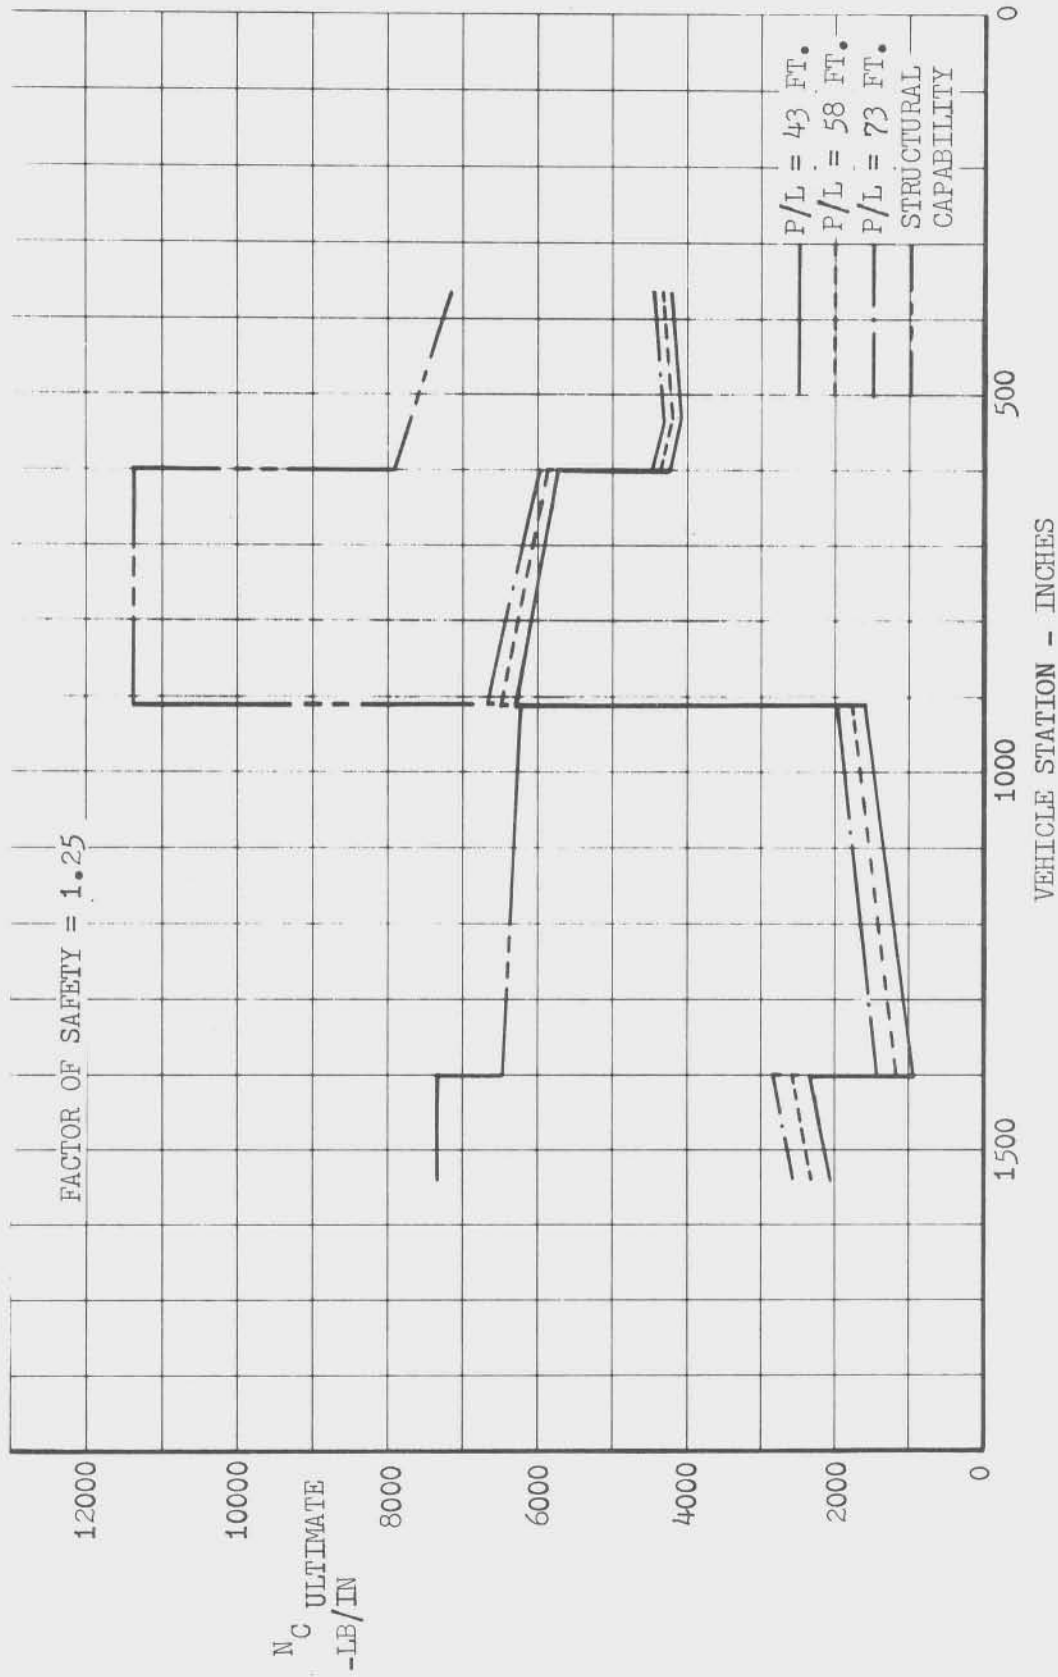 FACTOR OF SAFETY = 1.25
N_C ULTIMATE
-LB/IN
12000
10000
8000
6000
4000
2000
0
1500
1000
500
0
VEHICLE STATION - INCHES
P/L = 43 FT.
P/L = 58 FT.
P/L = 73 FT.
STRUCTURAL
CAPABILITY